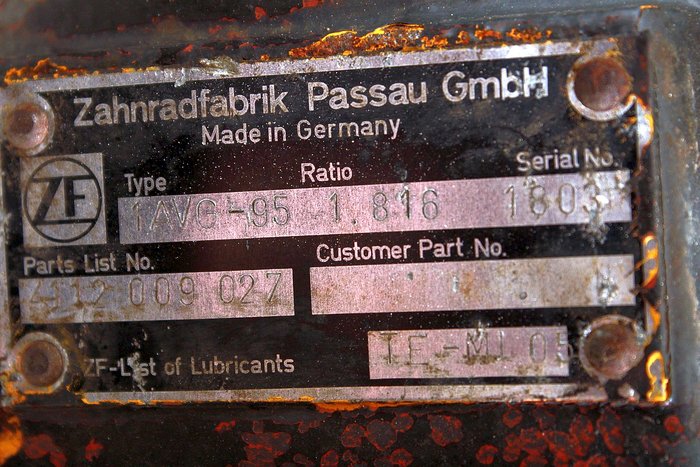 Zahnradfabrik Passau GmbH
Made in Germany
ZF
Type Ratio Serial No.
1AVG-95 1.816 1803
Parts List No. Customer Part No.
4112 009 027
ZF-List of Lubricants TE-ML 05